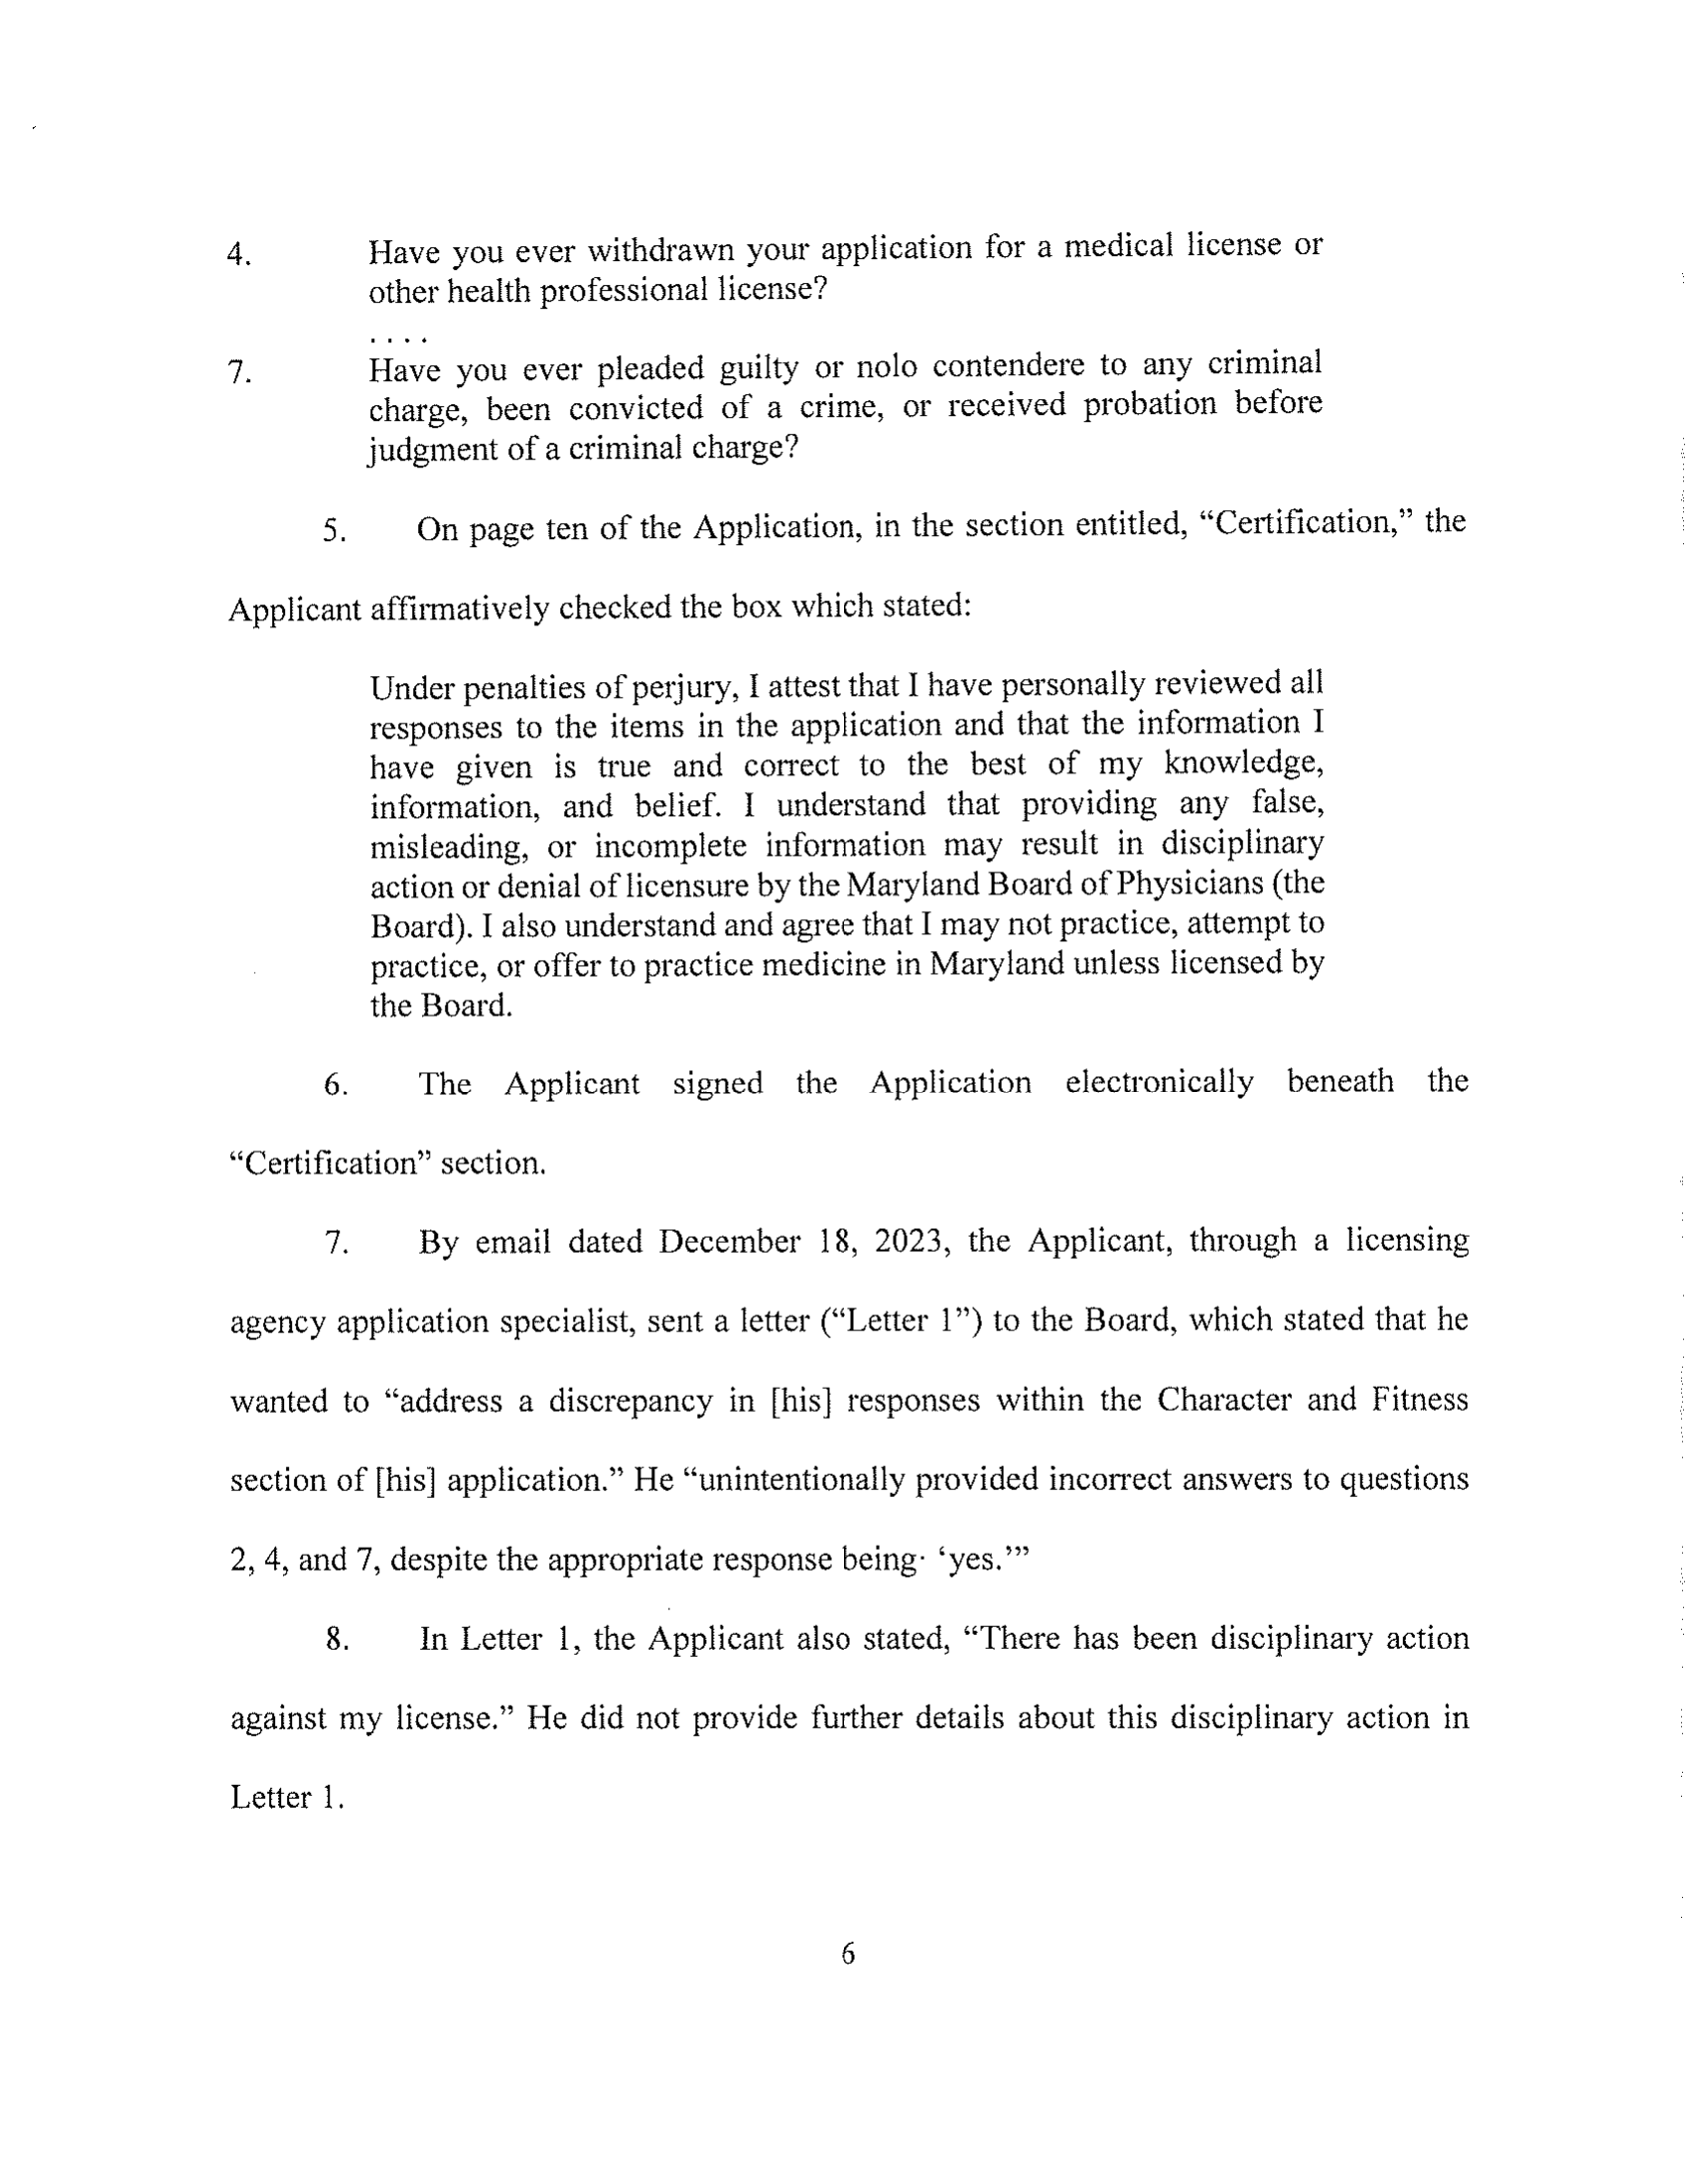 4. Have you ever withdrawn your application for a medical license or
other health professional license?
. . . .
7. Have you ever pleaded guilty or nolo contendere to any criminal
charge, been convicted of a crime, or received probation before
judgment of a criminal charge?
5. On page ten of the Application, in the section entitled, “Certification,” the
Applicant affirmatively checked the box which stated:
Under penalties of perjury, I attest that I have personally reviewed all
responses to the items in the application and that the information I
have given is true and correct to the best of my knowledge,
information, and belief. I understand that providing any false,
misleading, or incomplete information may result in disciplinary
action or denial of licensure by the Maryland Board of Physicians (the
Board). I also understand and agree that I may not practice, attempt to
practice, or offer to practice medicine in Maryland unless licensed by
the Board.
6. The Applicant signed the Application electronically beneath the
“Certification” section.
7. By email dated December 18, 2023, the Applicant, through a licensing
agency application specialist, sent a letter (“Letter 1”) to the Board, which stated that he
wanted to “address a discrepancy in [his] responses within the Character and Fitness
section of [his] application.” He “unintentionally provided incorrect answers to questions
2, 4, and 7, despite the appropriate response being ‘yes.’”
8. In Letter 1, the Applicant also stated, “There has been disciplinary action
against my license.” He did not provide further details about this disciplinary action in
Letter 1.
6